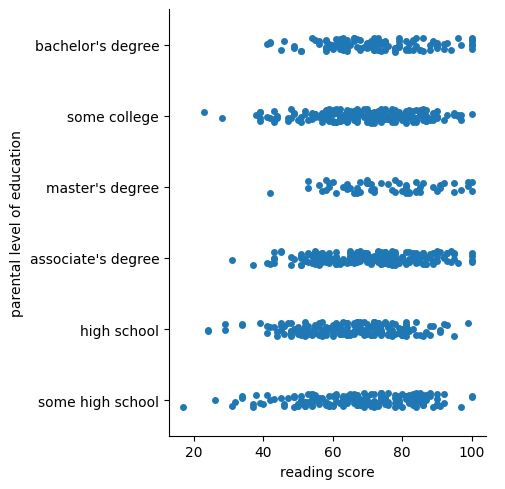 bachelor's degree
some college
master's degree
associate's degree
high school
some high school
parental level of education
20 40 60 80 100
reading score